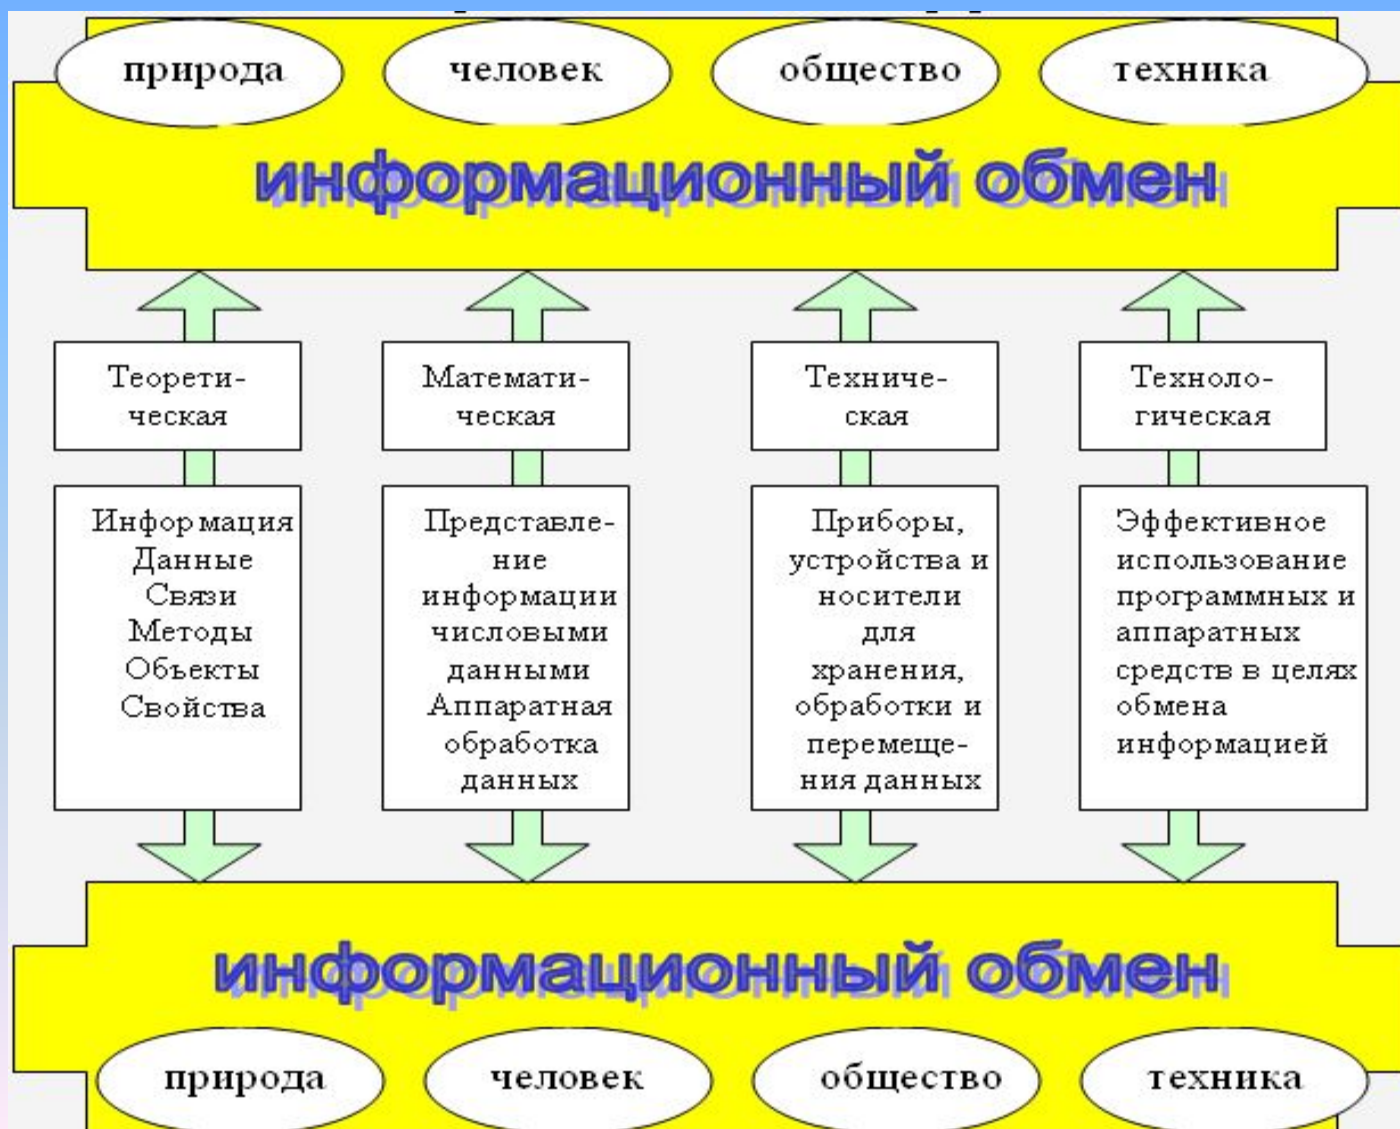 природа человек общество техника
информационный обмен
Теорети-
ческая
Математи-
ческая
Техниче-
ская
Техноло-
гическая
Информация
Данные
Связи
Методы
Объекты
Свойства
Представле-
ние
информации
числовыми
данными
Аппаратная
обработка
данных
Приборы,
устройства и
носители
для
хранения,
обработки и
перемеще-
ния данных
Эффективное
использование
программных и
аппаратных
средств в целях
обмена
информацией
информационный обмен
природа человек общество техника